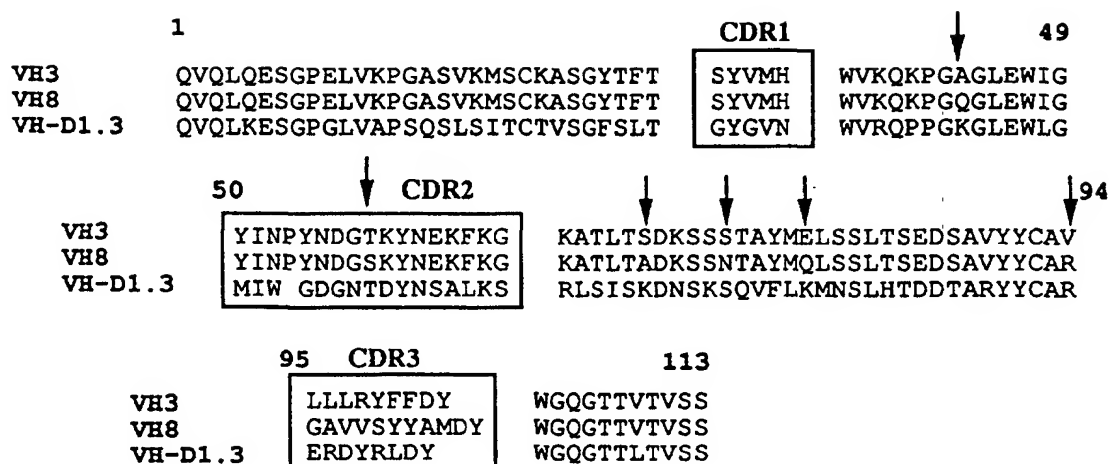 1 CDR1 49
VH3 QVQLQESGPELVKPGASVKMSCKASGYTFT SYVMH WVKQKPGAGLEWIG
VH8 QVQLQESGPELVKPGASVKMSCKASGYTFT SYVMH WVKQKPGQGLEWIG
VH-D1.3 QVQLKESGPGLVAPSQSLSITCTVSGFSLT GYGVN WVRQPPGKGLEWLG
50 CDR2 94
VH3 YINPYNDGTKYNEKFKG KATLTSDKSSSTAYMELSSLTSEDSAVYYCAV
VH8 YINPYNDGSKYNEKFKG KATLTADKSSNTAYMQLSSLTSEDSAVYYCAR
VH-D1.3 MIW GDGNTDYNSALKS RLSISKDNSKSQVFLKMNSLHTDDTARYYCAR
95 CDR3 113
VH3 LLLRYFFDY WGQGTTVTVSS
VH8 GAVVSYYAMDY WGQGTTVTVSS
VH-D1.3 ERDYRLDY WGQGTTLTVSS